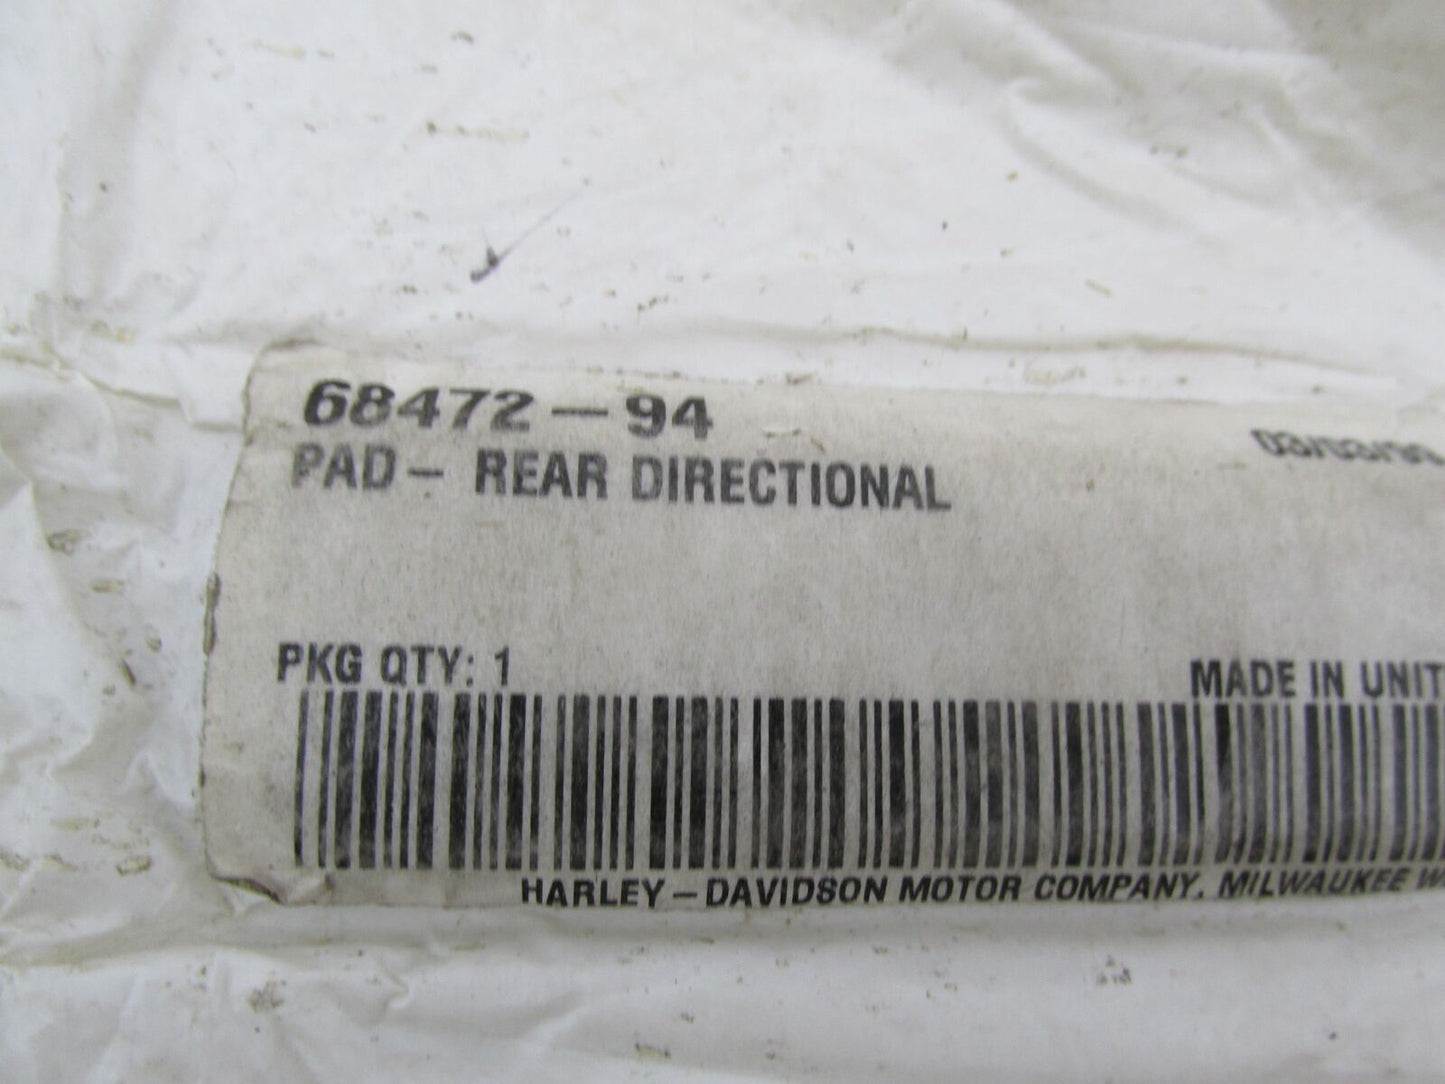 68472-94
PAD- REAR DIRECTIONAL
PKG QTY: 1
MADE IN UNIT
HARLEY-DAVIDSON MOTOR COMPANY, MILWAUKEE